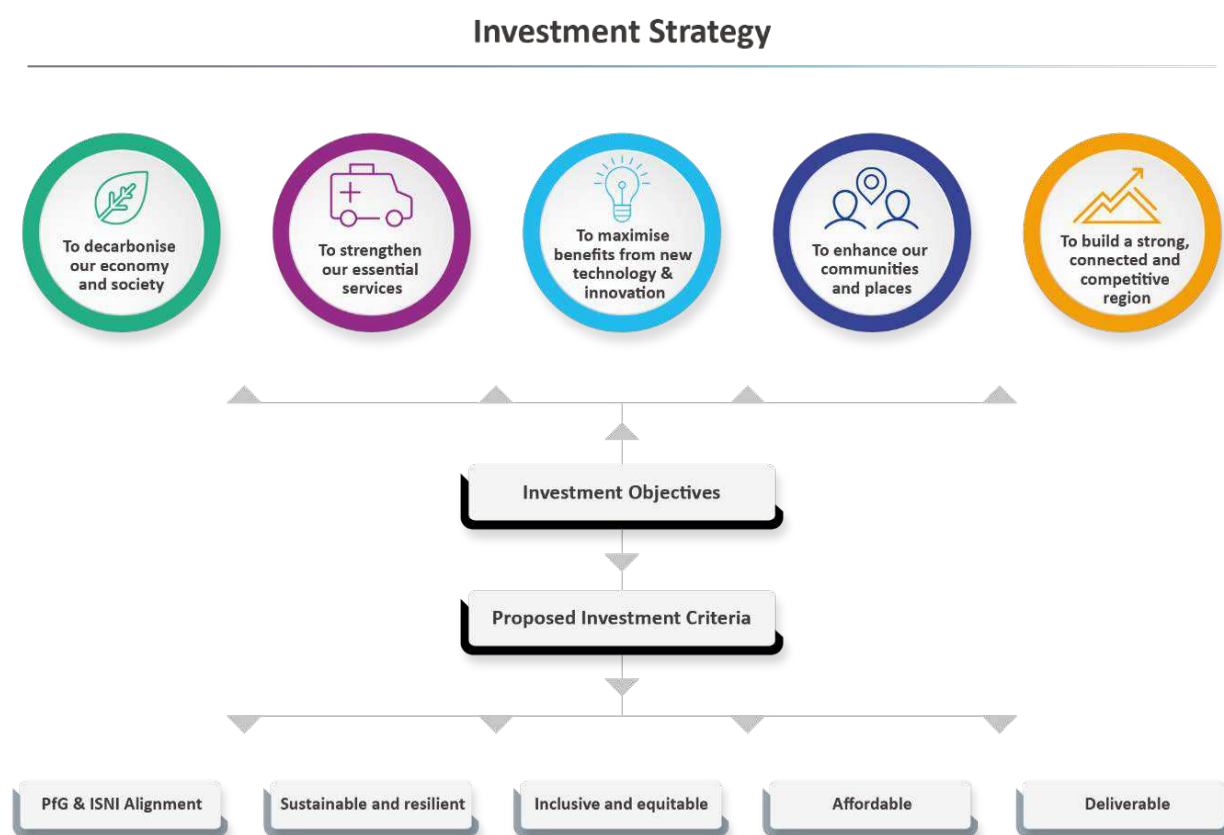 Investment Strategy
To decarbonise
our economy
and society
To strengthen
our essential
services
To maximise
benefits from new
technology &
innovation
To enhance our
communities
and places
To build a strong,
connected and
competitive
region
Investment Objectives
Proposed Investment Criteria
PfG & ISNI Alignment
Sustainable and resilient
Inclusive and equitable
Affordable
Deliverable